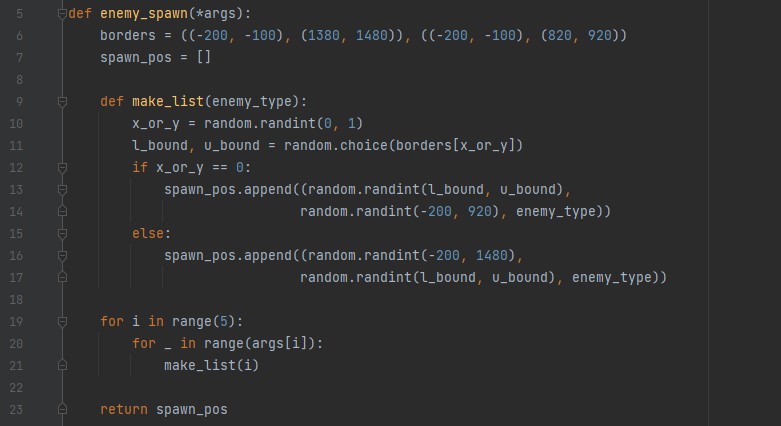 5 def enemy_spawn(*args):
6     borders = ((-200, -100), (1380, 1480)), ((-200, -100), (820, 920))
7     spawn_pos = []
8
9     def make_list(enemy_type):
10         x_or_y = random.randint(0, 1)
11         l_bound, u_bound = random.choice(borders[x_or_y])
12         if x_or_y == 0:
13             spawn_pos.append((random.randint(l_bound, u_bound),
14                              random.randint(-200, 920), enemy_type))
15         else:
16             spawn_pos.append((random.randint(-200, 1480),
17                              random.randint(l_bound, u_bound), enemy_type))
18
19     for i in range(5):
20         for _ in range(args[i]):
21             make_list(i)
22
23     return spawn_pos